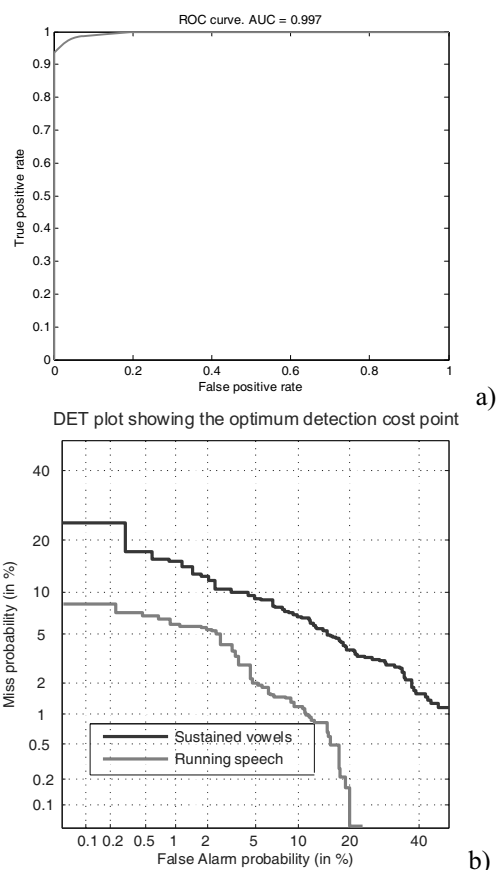 ROC curve. AUC = 0.997
1
0.9
0.8
0.7
0.6
0.5
0.4
0.3
0.2
0.1
0
True positive rate
0 0.2 0.4 0.6 0.8 1
False positive rate
a)
DET plot showing the optimum detection cost point
40
20
10
5
2
1
0.5
0.2
0.1
Miss probability (in %)
Sustained vowels
Running speech
0.1 0.2 0.5 1 2 5 10 20 40
False Alarm probability (in %)
b)